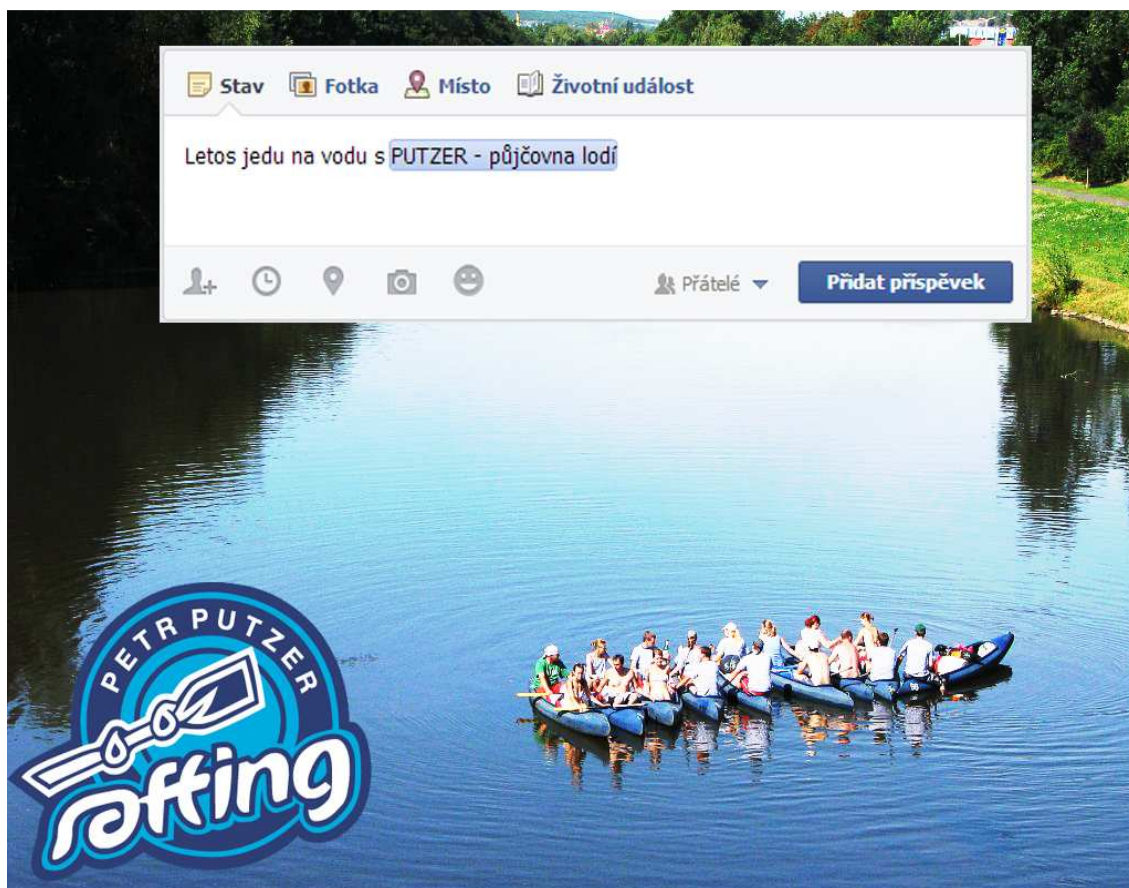 Stav Fotka Místo Životní událost
Letos jedu na vodu s PUTZER - půjčovna lodí
Přátelé Přidat příspěvek
PETR PUTZER
rafting